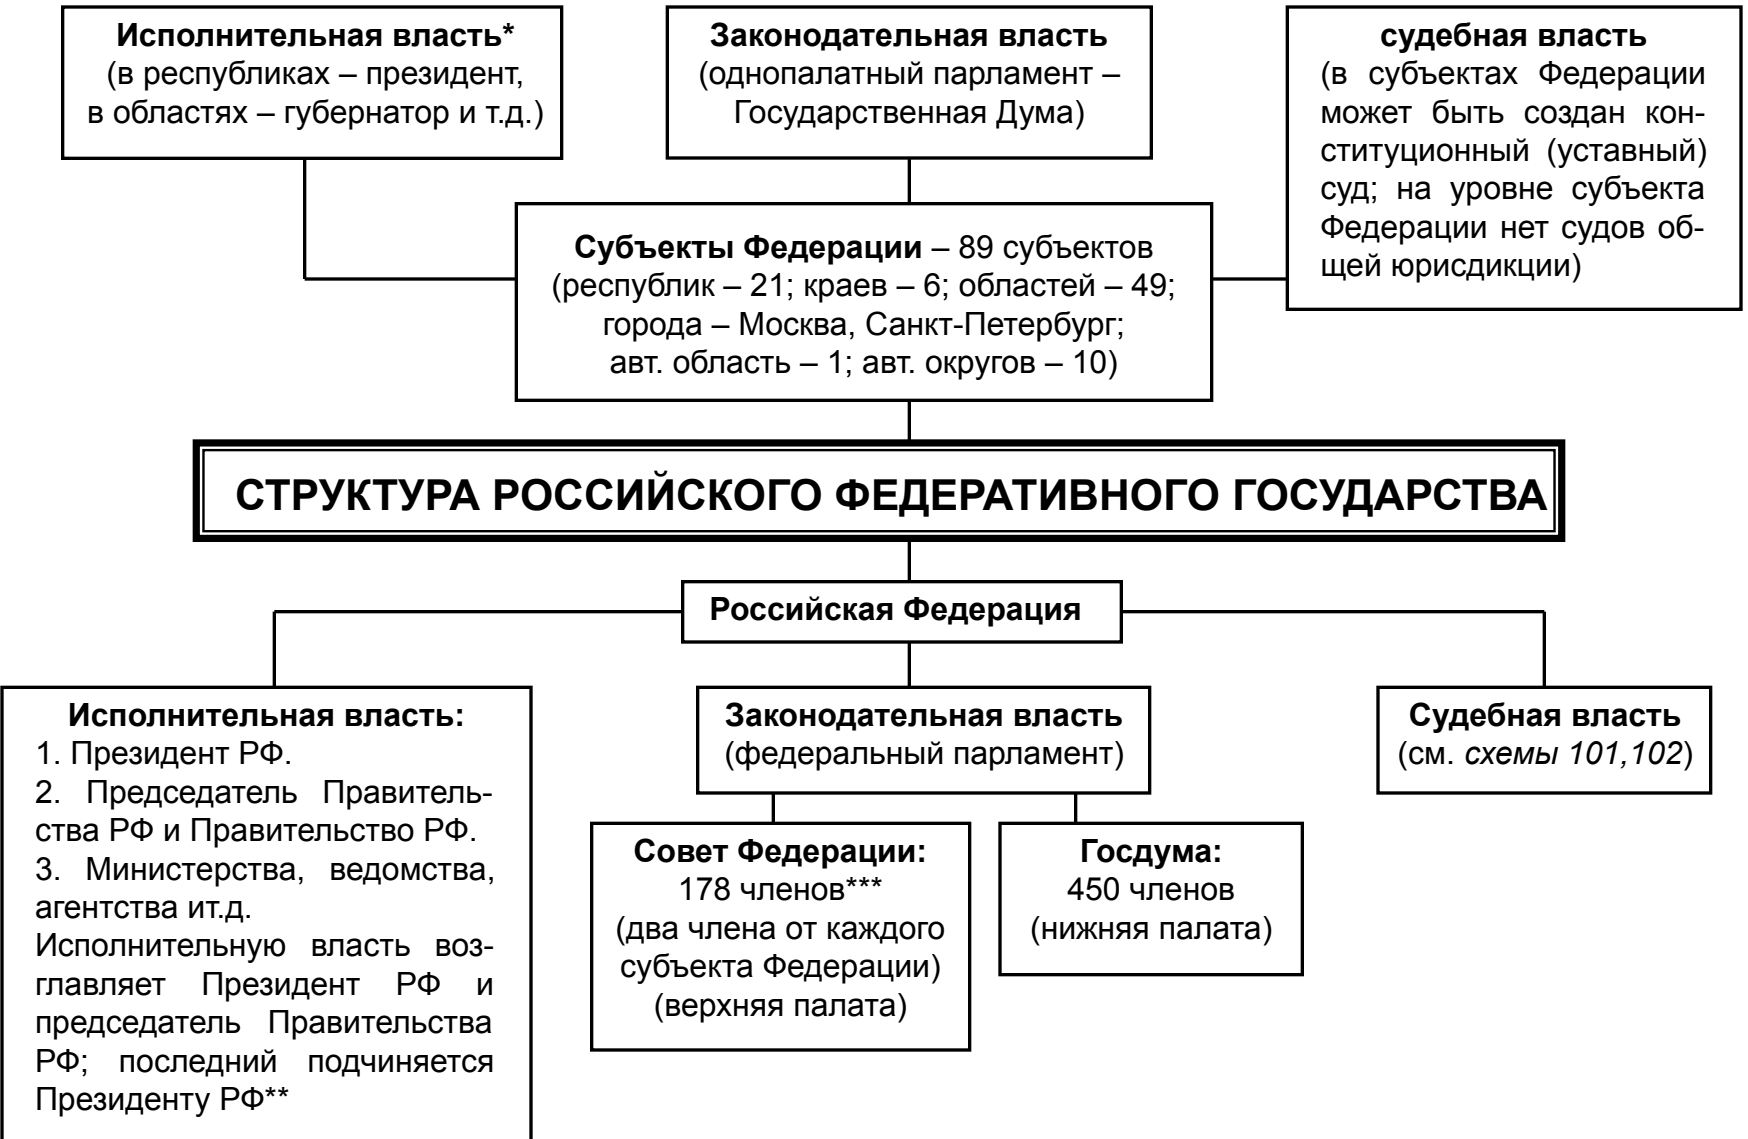 Исполнительная власть*
(в республиках – президент,
в областях – губернатор и т.д.)
Законодательная власть
(однопалатный парламент –
Государственная Дума)
судебная власть
(в субъектах Федерации
может быть создан кон-
ституционный (уставный)
суд; на уровне субъекта
Федерации нет судов об-
щей юрисдикции)
Субъекты Федерации – 89 субъектов
(республик – 21; краев – 6; областей – 49;
города – Москва, Санкт-Петербург;
авт. область – 1; авт. округов – 10)
СТРУКТУРА РОССИЙСКОГО ФЕДЕРАТИВНОГО ГОСУДАРСТВА
Российская Федерация
Исполнительная власть:
1. Президент РФ.
2. Председатель Правитель-
ства РФ и Правительство РФ.
3. Министерства, ведомства,
агентства ит.д.
Исполнительную власть воз-
главляет Президент РФ и
председатель Правительства
РФ; последний подчиняется
Президенту РФ**
Законодательная власть
(федеральный парламент)
Совет Федерации:
178 членов***
(два члена от каждого
субъекта Федерации)
(верхняя палата)
Госдума:
450 членов
(нижняя палата)
Судебная власть
(см. схемы 101,102)